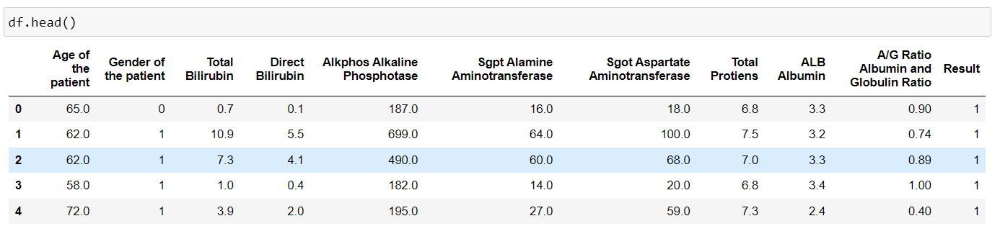 df.head()
Age of the patient Gender of the patient Total Bilirubin Direct Bilirubin Alkphos Alkaline Phosphotase Sgpt Alamine Aminotransferase Sgot Aspartate Aminotransferase Total Protiens ALB Albumin A/G Ratio Albumin and Globulin Ratio Result
0 65.0 0 0.7 0.1 187.0 16.0 18.0 6.8 3.3 0.90 1
1 62.0 1 10.9 5.5 699.0 64.0 100.0 7.5 3.2 0.74 1
2 62.0 1 7.3 4.1 490.0 60.0 68.0 7.0 3.3 0.89 1
3 58.0 1 1.0 0.4 182.0 14.0 20.0 6.8 3.4 1.00 1
4 72.0 1 3.9 2.0 195.0 27.0 59.0 7.3 2.4 0.40 1